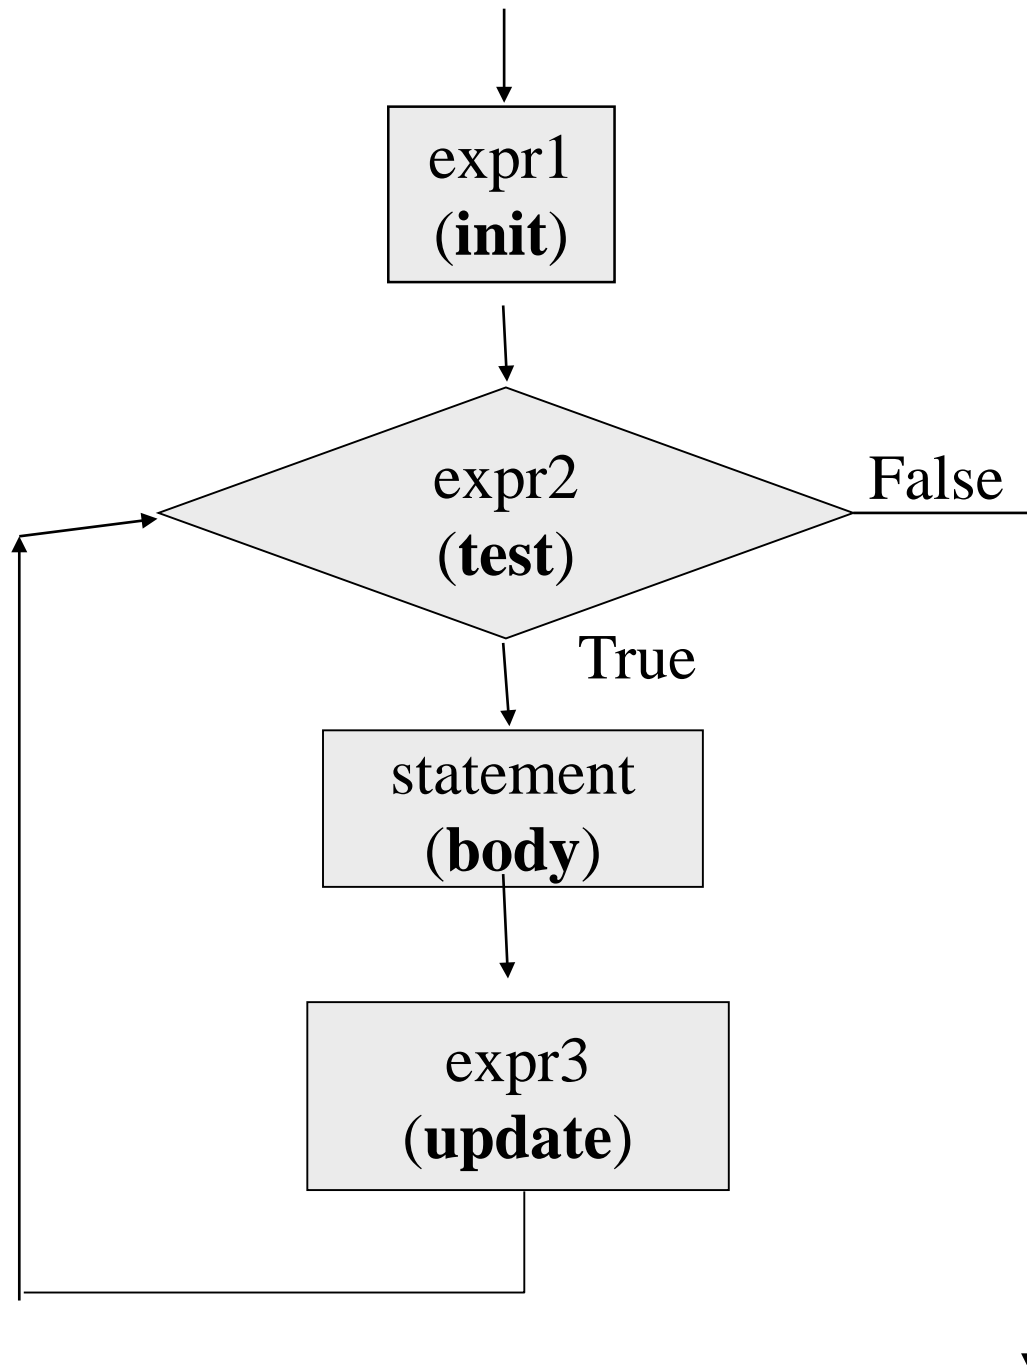 expr1
(init)
expr2
(test)
False
True
statement
(body)
expr3
(update)